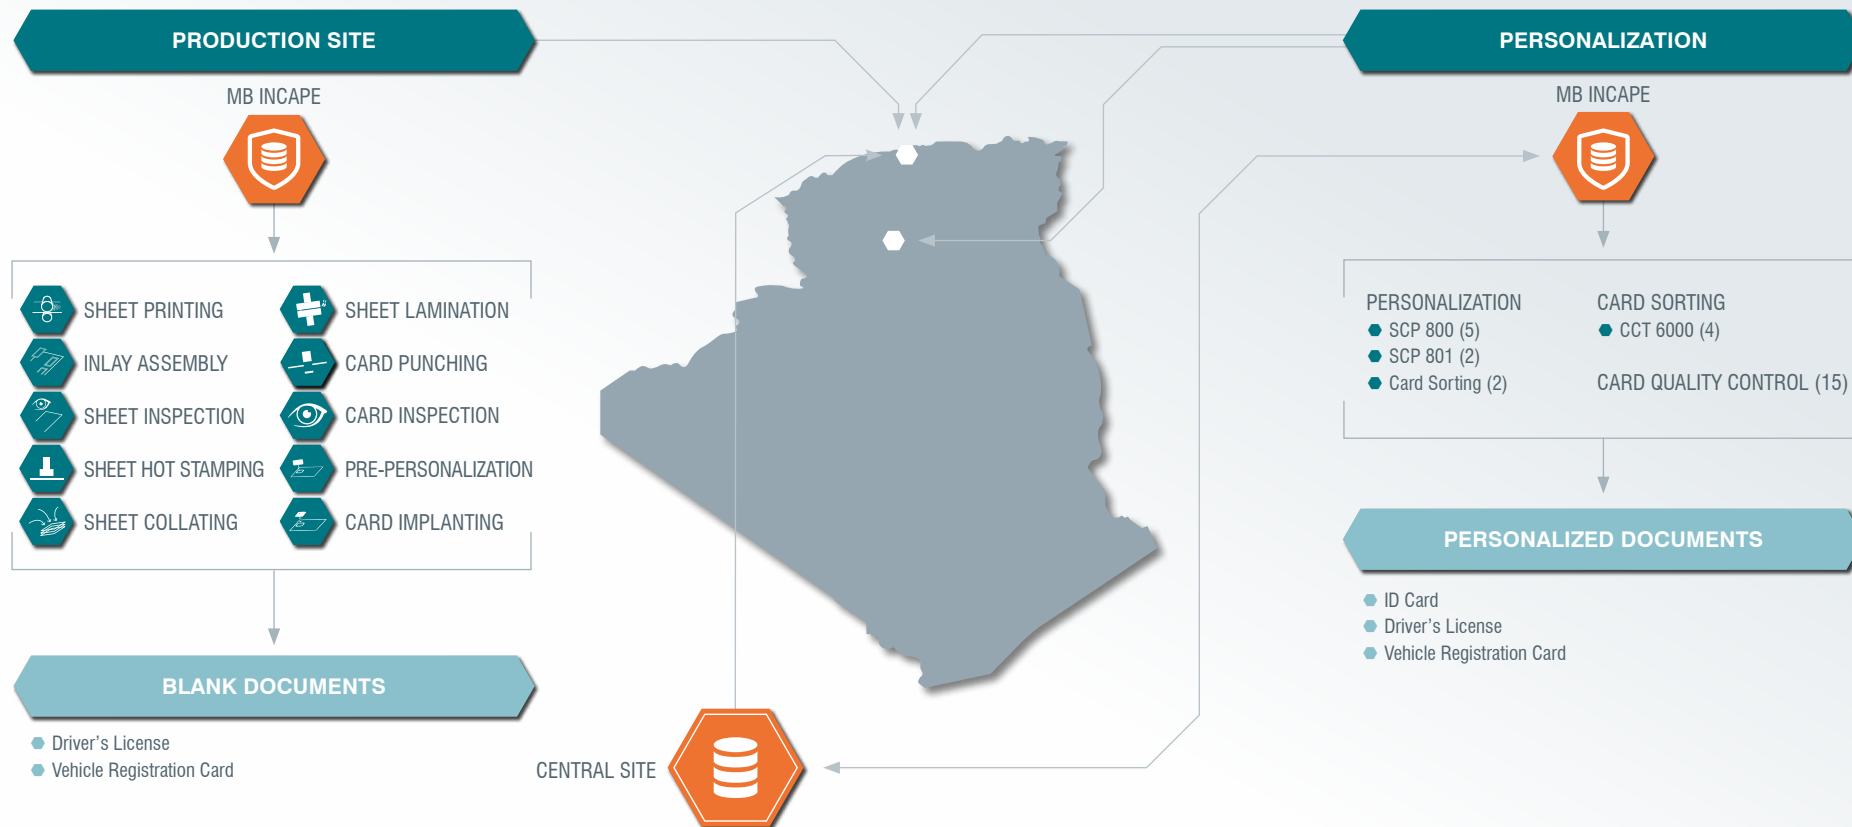 PRODUCTION SITE
MB INCAPE
SHEET PRINTING
INLAY ASSEMBLY
SHEET INSPECTION
SHEET HOT STAMPING
SHEET COLLATING
SHEET LAMINATION
CARD PUNCHING
CARD INSPECTION
PRE-PERSONALIZATION
CARD IMPLANTING
BLANK DOCUMENTS
Driver’s License
Vehicle Registration Card
CENTRAL SITE
PERSONALIZATION
MB INCAPE
PERSONALIZATION
SCP 800 (5)
SCP 801 (2)
Card Sorting (2)
CARD SORTING
CCT 6000 (4)
CARD QUALITY CONTROL (15)
PERSONALIZED DOCUMENTS
ID Card
Driver’s License
Vehicle Registration Card